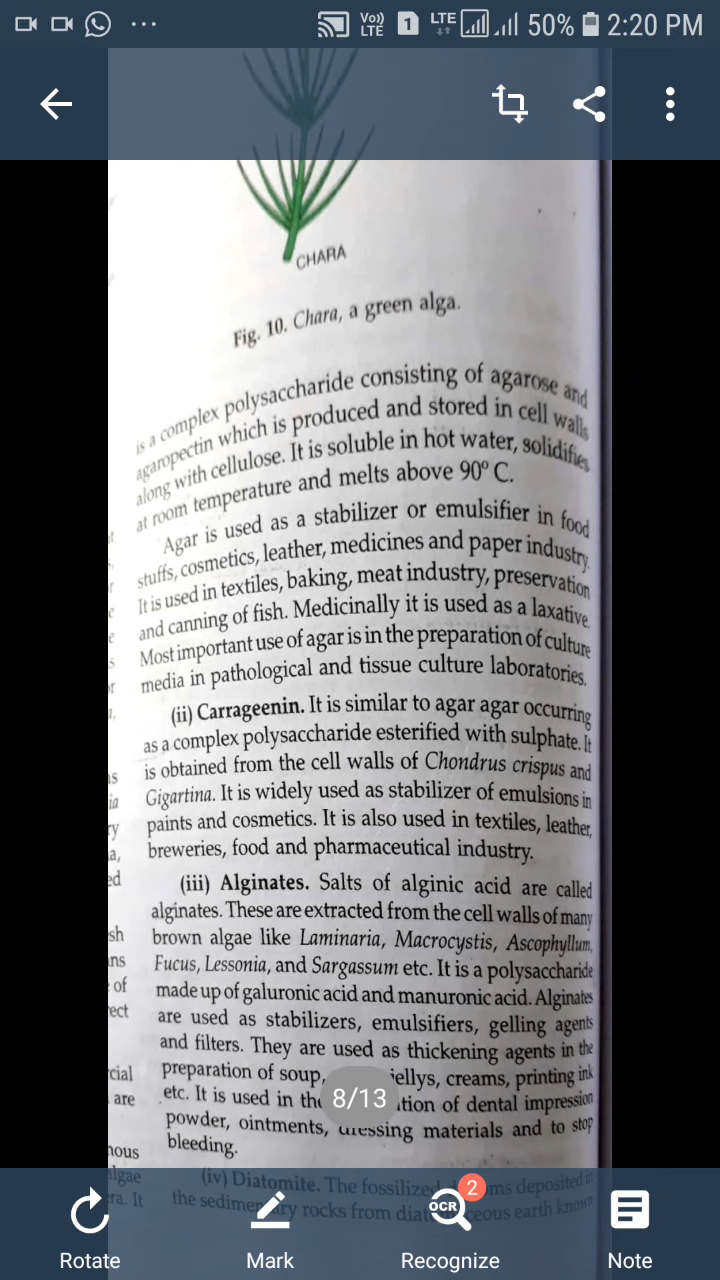 Vo))
LTE
1
LTE
50%
2:20 PM
CHARA
Fig. 10. Chara, a green alga.
is a complex polysaccharide consisting of agarose and
agaropectin which is produced and stored in cell walls
along with cellulose. It is soluble in hot water, solidifies
at room temperature and melts above 90° C.
Agar is used as a stabilizer or emulsifier in food
stuffs, cosmetics, leather, medicines and paper industry.
It is used in textiles, baking, meat industry, preservation
and canning of fish. Medicinally it is used as a laxative.
Most important use of agar is in the preparation of culture
media in pathological and tissue culture laboratories.
(ii) Carrageenin. It is similar to agar agar occurring
as a complex polysaccharide esterified with sulphate. It
is obtained from the cell walls of Chondrus crispus and
Gigartina. It is widely used as stabilizer of emulsions in
paints and cosmetics. It is also used in textiles, leather,
breweries, food and pharmaceutical industry.
(iii) Alginates. Salts of alginic acid are called
alginates. These are extracted from the cell walls of many
brown algae like Laminaria, Macrocystis, Ascophyllum,
Fucus, Lessonia, and Sargassum etc. It is a polysaccharide
made up of galuronic acid and manuronic acid. Alginates
are used as stabilizers, emulsifiers, gelling agents
and filters. They are used as thickening agents in the
preparation of soup, jellys, creams, printing ink
etc. It is used in the
8/13
of dental impression
powder, ointments, dressing materials and to stop
bleeding.
(iv) Diatomite. The fossilized deposited in
the sedimentary rocks from earth known
Rotate
Mark
OCR
2
Recognize
Note